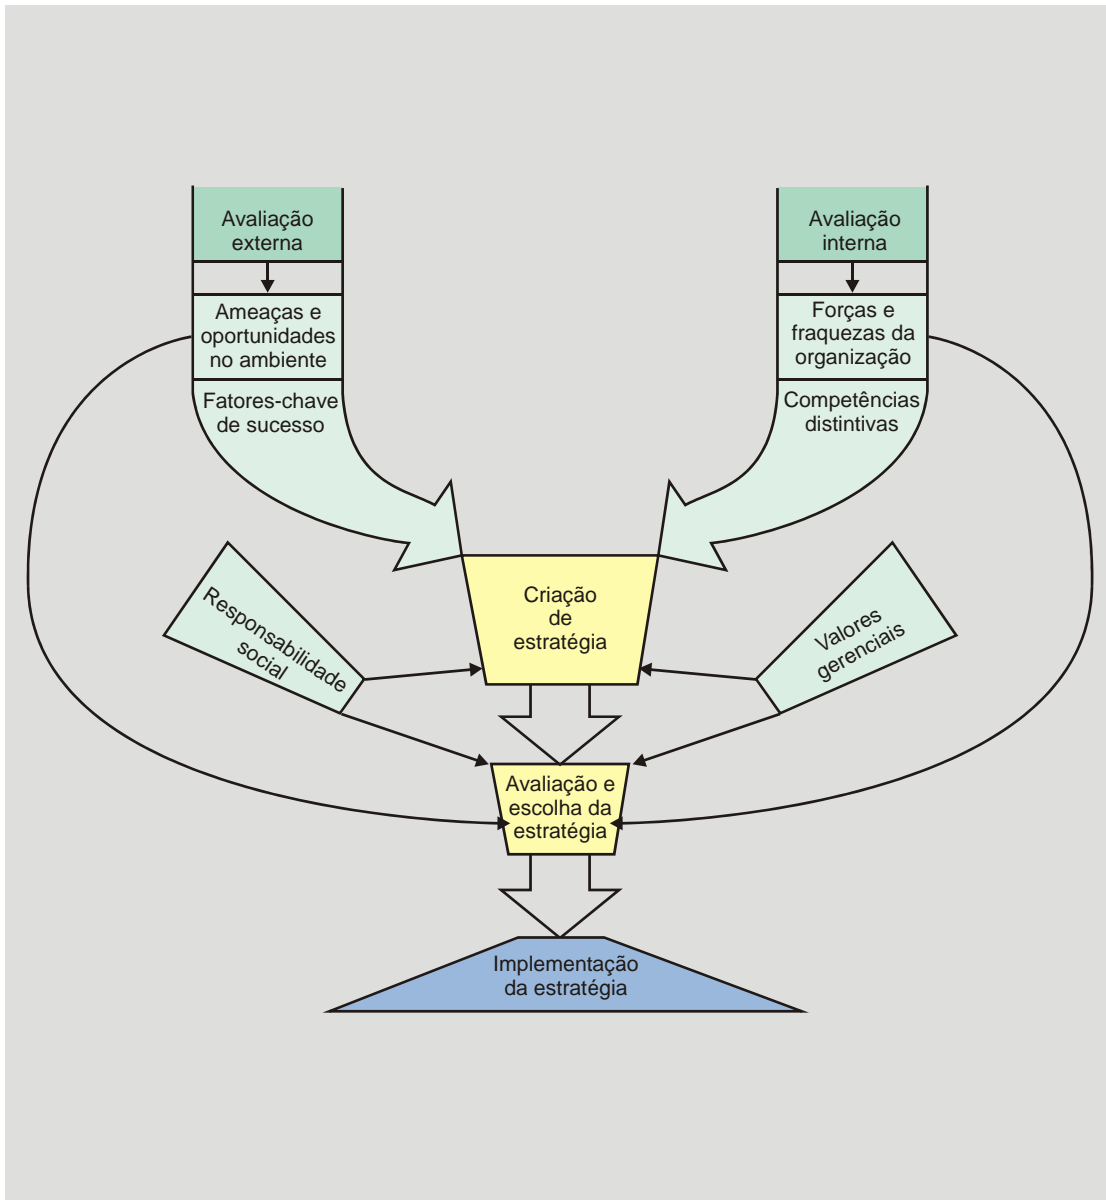 Avaliação
externa
Avaliação
interna
Ameaças e
oportunidades
no ambiente
Forças e
fraquezas da
organização
Fatores-chave
de sucesso
Competências
distintivas
Criação
de
estratégia
Responsabilidade
social
Valores
gerenciais
Avaliação e
escolha da
estratégia
Implementação
da estratégia